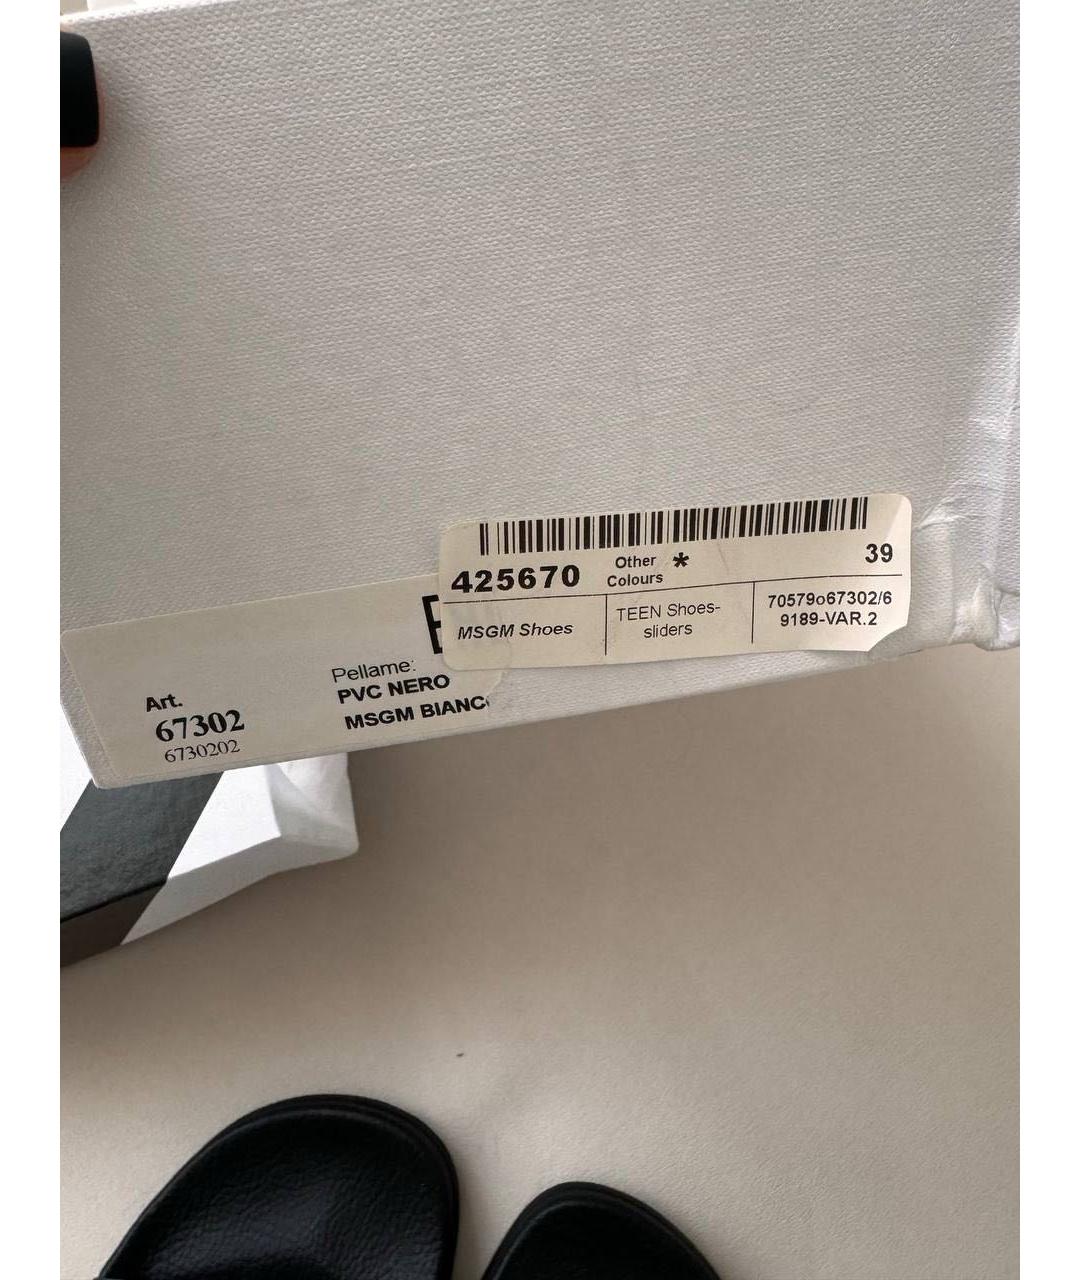 425670
Other
Colours
*
39
MSGM Shoes
TEEN Shoes-
sliders
70579o67302/6
9189-VAR.2
Art.
67302
6730202
Pellame:
PVC NERO
MSGM BIANC